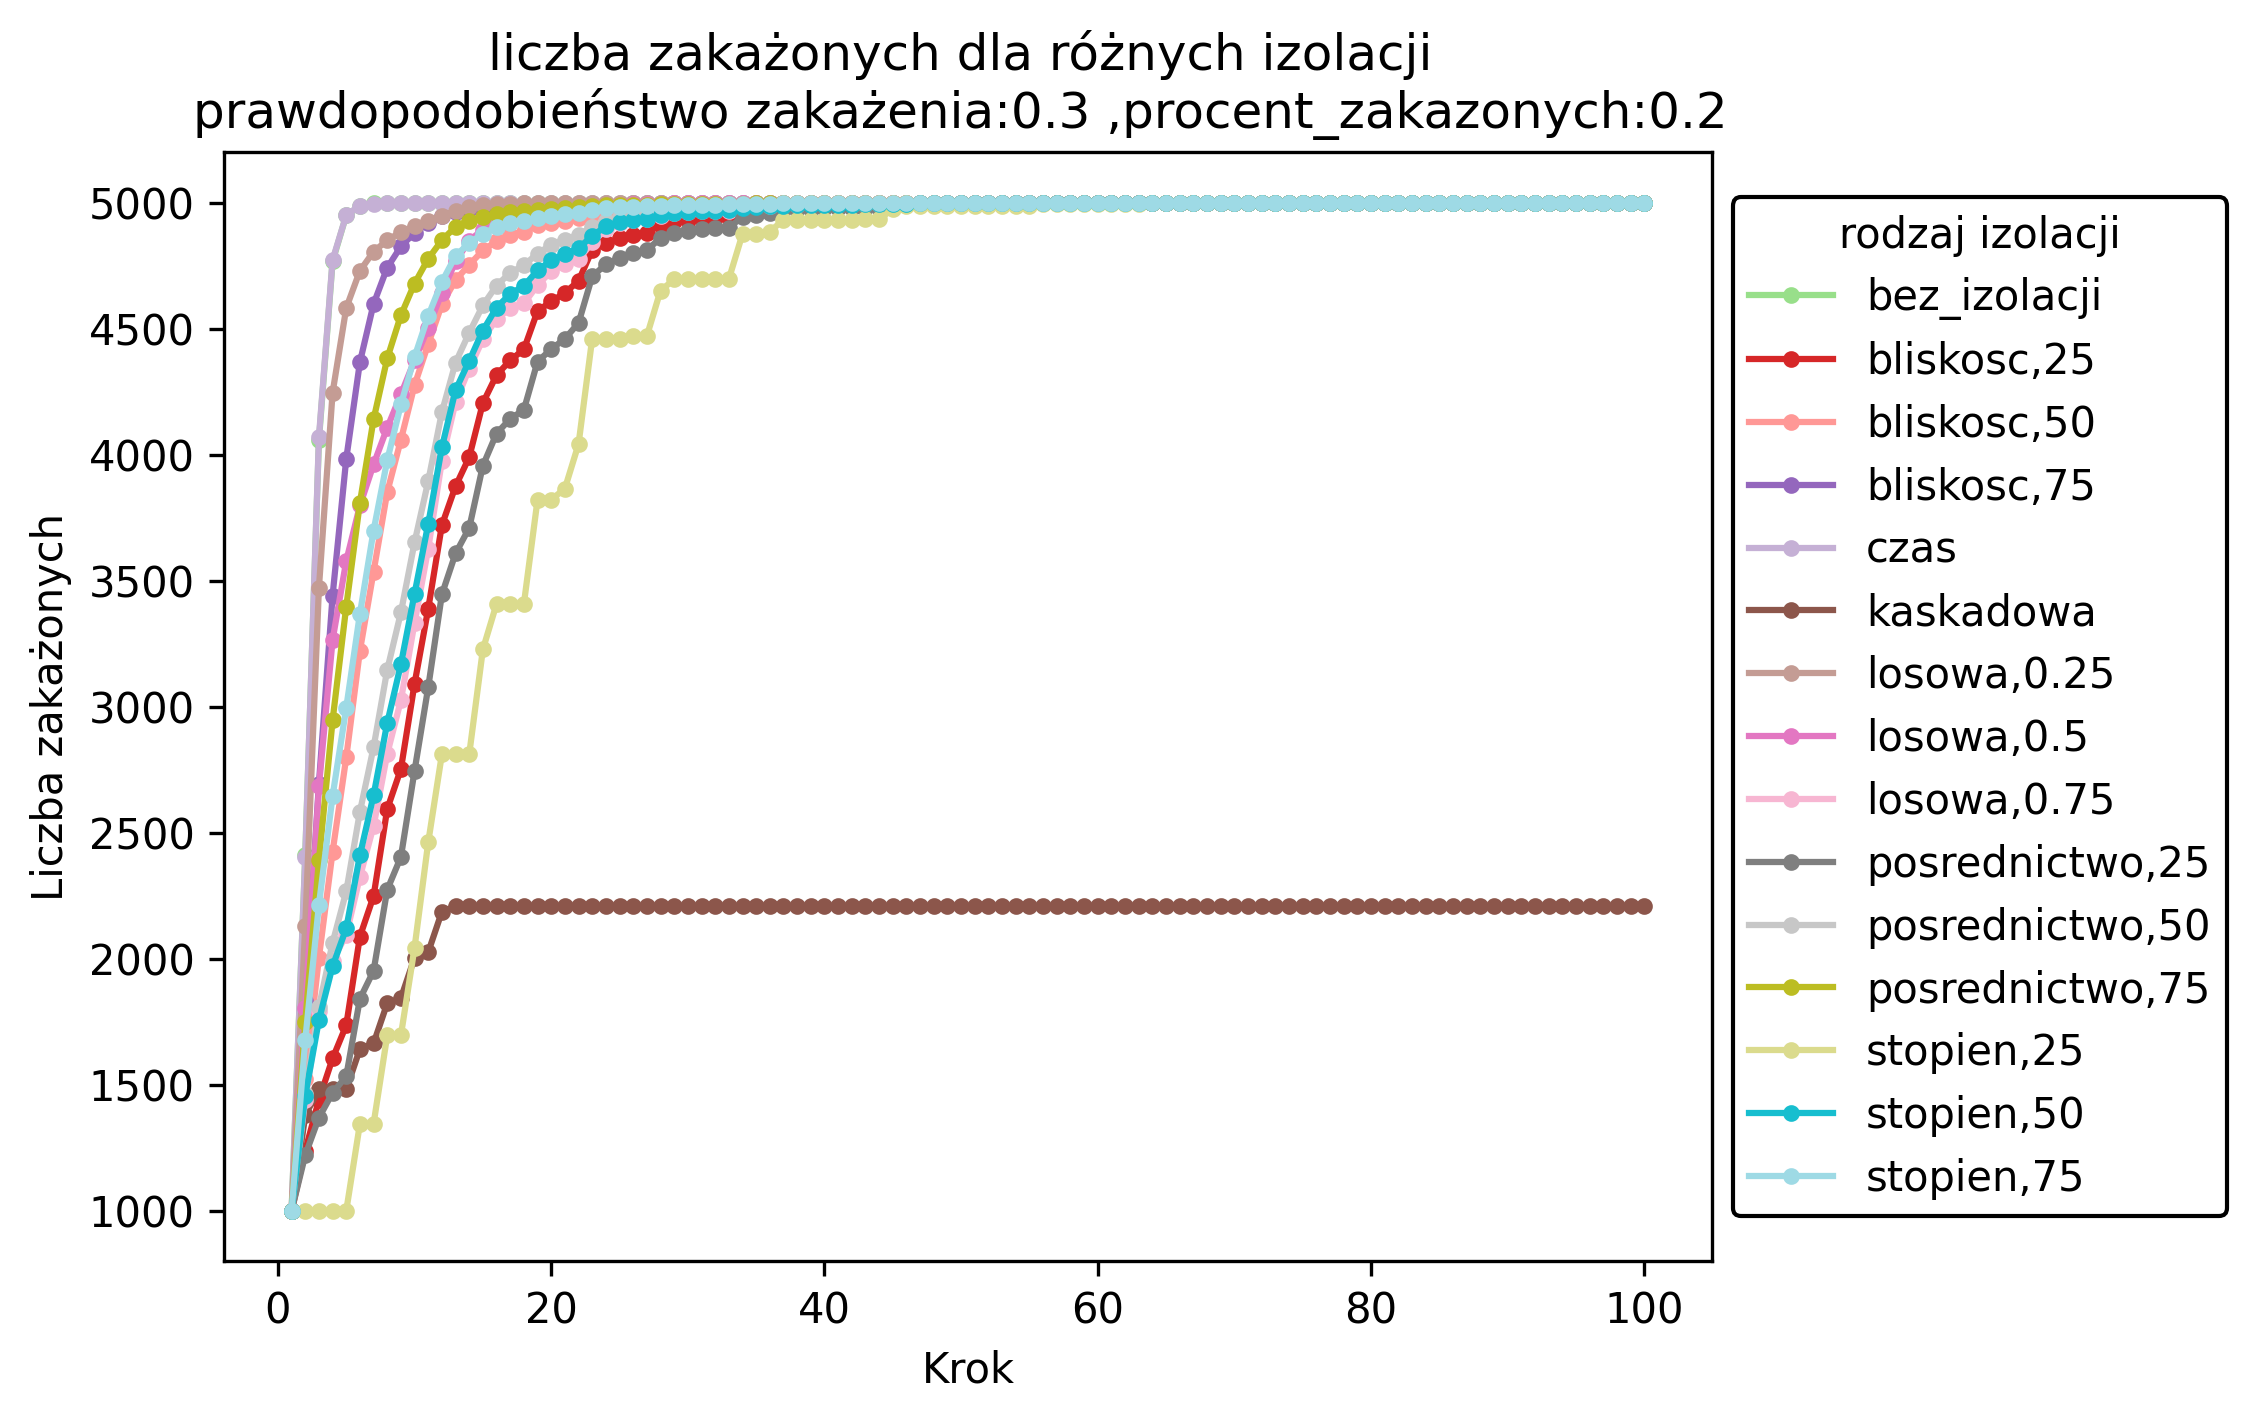 liczba zakażonych dla różnych izolacji
prawdopodobieństwo zakażenia:0.3 ,procent_zakazonych:0.2
Liczba zakażonych
5000
4500
4000
3500
3000
2500
2000
1500
1000
0
20
40
60
80
100
Krok
rodzaj izolacji
bez_izolacji
bliskosc,25
bliskosc,50
bliskosc,75
czas
kaskadowa
losowa,0.25
losowa,0.5
losowa,0.75
posrednictwo,25
posrednictwo,50
posrednictwo,75
stopien,25
stopien,50
stopien,75